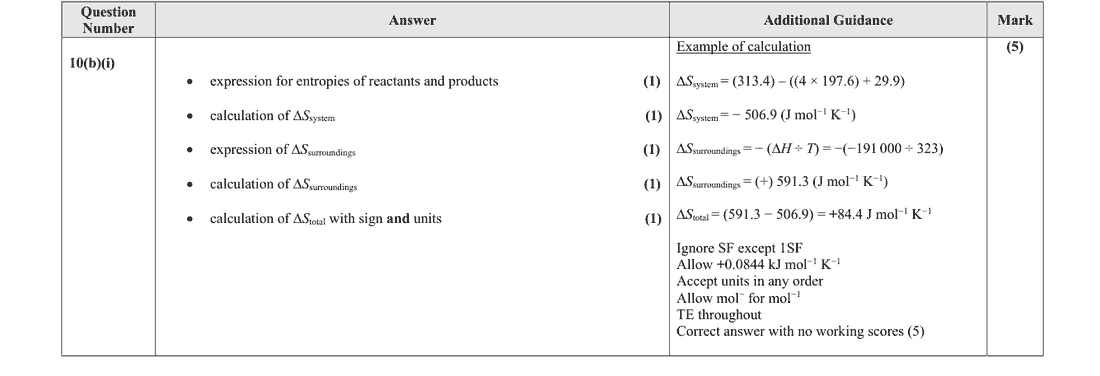 Question Number Answer Additional Guidance Mark
10(b)(i) Example of calculation (5)
• expression for entropies of reactants and products (1) ΔSsystem = (313.4) – ((4 × 197.6) + 29.9)
• calculation of ΔSsystem (1) ΔSsystem = – 506.9 (J mol⁻¹ K⁻¹)
• expression of ΔSsurroundings (1) ΔSsurroundings = – (ΔH ÷ T) = –(–191 000 ÷ 323)
• calculation of ΔSsurroundings (1) ΔSsurroundings = (+) 591.3 (J mol⁻¹ K⁻¹)
• calculation of ΔStotal with sign and units (1) ΔStotal = (591.3 – 506.9) = +84.4 J mol⁻¹ K⁻¹
Ignore SF except 1SF
Allow +0.0844 kJ mol⁻¹ K⁻¹
Accept units in any order
Allow mol⁻ for mol⁻¹
TE throughout
Correct answer with no working scores (5)